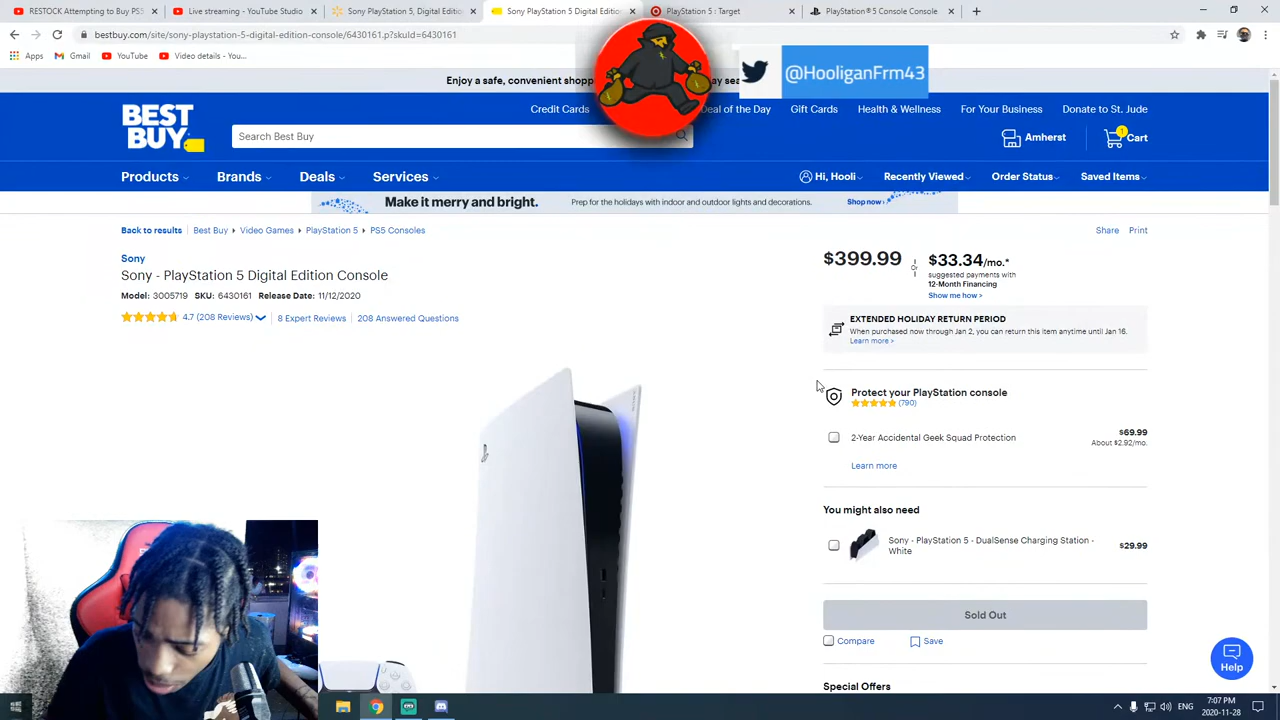 RESTOCK Attempting to Buy PS5
Live streaming - YouTube Studio
Sony PlayStation 5, Digital Edition
Sony PlayStation 5 Digital Edition
PlayStation 5 : Target
PlayStation®5 Console Console
bestbuy.com/site/sony-playstation-5-digital-edition-console/6430161.p?skuId=6430161
Apps
Gmail
YouTube
Video details - You...
@HooliganFrm43
Enjoy a safe, convenient shopp
Credit Cards
Deal of the Day
Gift Cards
Health & Wellness
For Your Business
Donate to St. Jude
BEST BUY
Search Best Buy
Amherst
1
Cart
Products
Brands
Deals
Services
Hi, Hooli
Recently Viewed
Order Status
Saved Items
Make it merry and bright.
Prep for the holidays with indoor and outdoor lights and decorations.
Shop now
Back to results
Best Buy
Video Games
PlayStation 5
PS5 Consoles
Share
Print
Sony
Sony - PlayStation 5 Digital Edition Console
Model: 3005719 SKU: 6430161 Release Date: 11/12/2020
4.7 (208 Reviews)
8 Expert Reviews
208 Answered Questions
$399.99
Or
$33.34/mo.*
suggested payments with
12-Month Financing
Show me how >
EXTENDED HOLIDAY RETURN PERIOD
When purchased now through Jan 2, you can return this item anytime until Jan 16.
Learn more >
Protect your PlayStation console
(790)
2-Year Accidental Geek Squad Protection
$69.99
About $2.92/mo.
Learn more
You might also need
Sony - PlayStation 5 - DualSense Charging Station -
White
$29.99
Sold Out
Compare
Save
Special Offers
Help
ENG
7:07 PM
2020-11-28